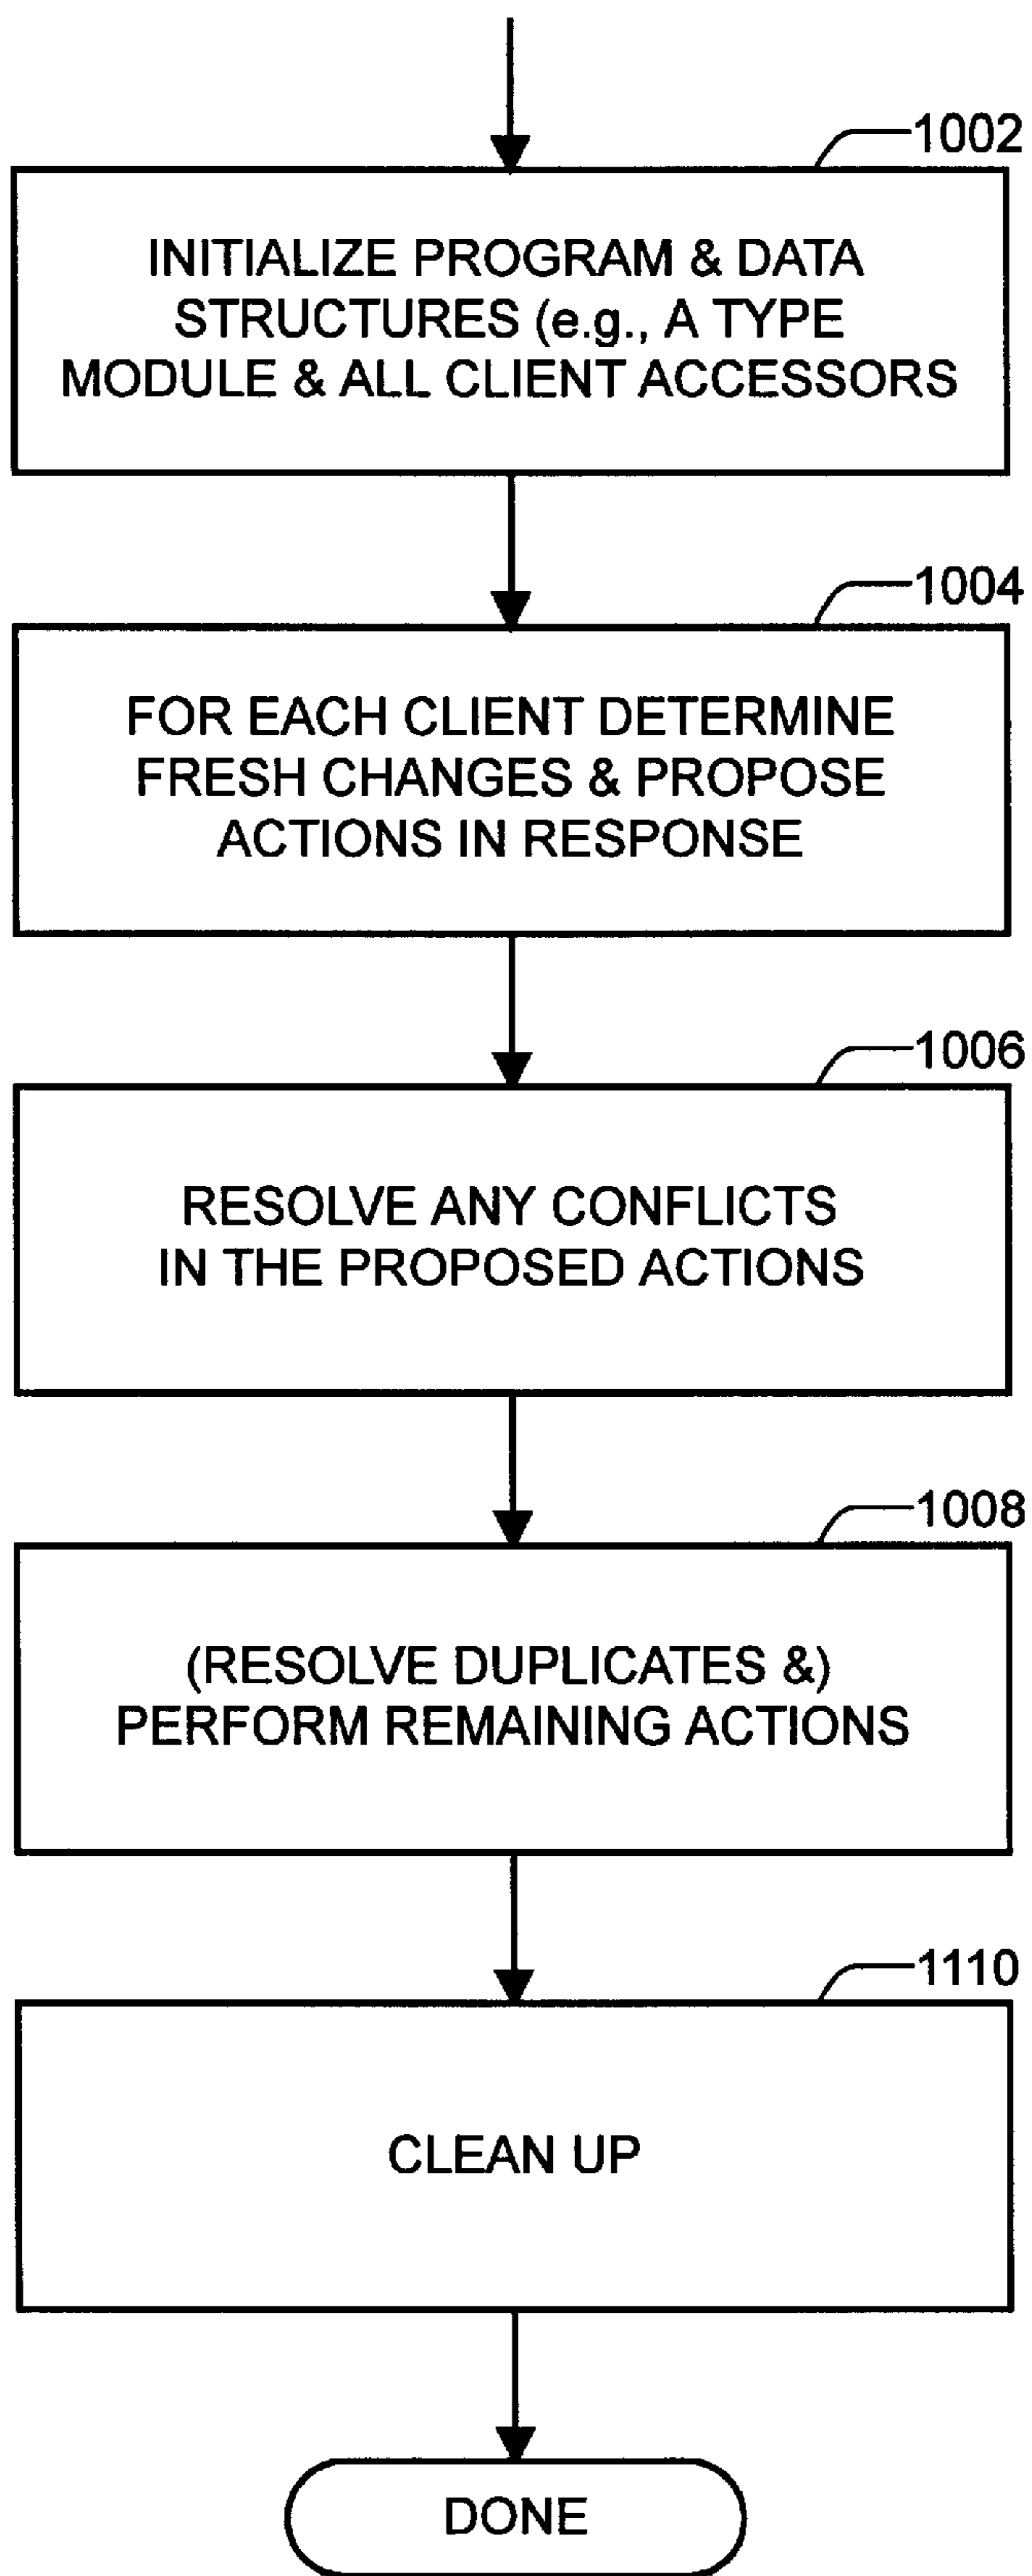 1002
INITIALIZE PROGRAM & DATA
STRUCTURES (e.g., A TYPE
MODULE & ALL CLIENT ACCESSORS
1004
FOR EACH CLIENT DETERMINE
FRESH CHANGES & PROPOSE
ACTIONS IN RESPONSE
1006
RESOLVE ANY CONFLICTS
IN THE PROPOSED ACTIONS
1008
(RESOLVE DUPLICATES &)
PERFORM REMAINING ACTIONS
1110
CLEAN UP
DONE